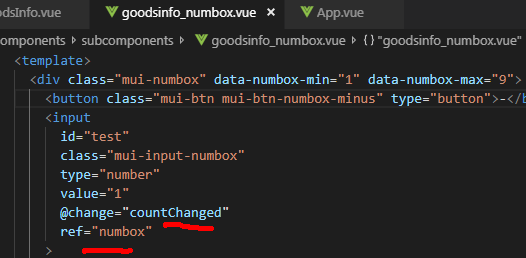 dsInfo.vue goodsinfo_numbox.vue × App.vue
omponents > subcomponents > goodsinfo_numbox.vue > {} "goodsinfo_numbox.vue"
<template>
<div class="mui-numbox" data-numbox-min="1" data-numbox-max="9">
<button class="mui-btn mui-btn-numbox-minus" type="button">-</b
<input
id="test"
class="mui-input-numbox"
type="number"
value="1"
@change="countChanged"
ref="numbox"
>